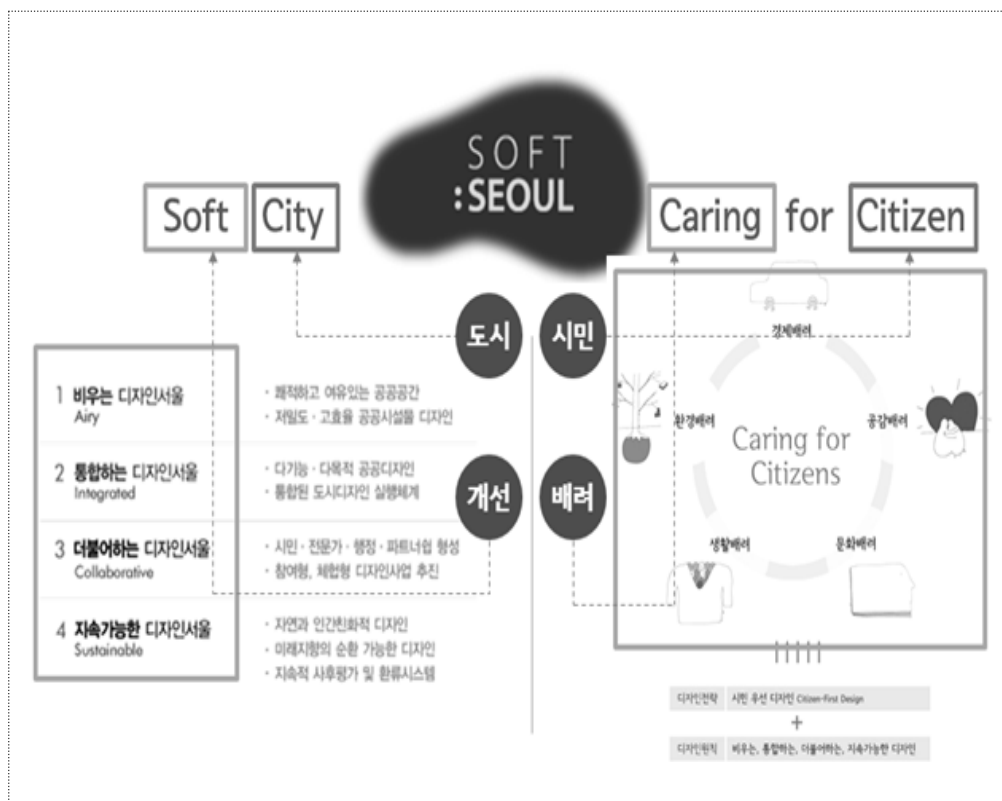 SOFT
:SEOUL
Soft City
Caring for Citizen
도시
시민
개선
배려
1 비우는 디자인서울
Airy
• 쾌적하고 여유있는 공공공간
• 저밀도 · 고효율 공공시설물 디자인
2 통합하는 디자인서울
Integrated
• 다기능 · 다목적 공공디자인
• 통합된 도시디자인 실행체계
3 더불어하는 디자인서울
Collaborative
• 시민 · 전문가 · 행정 · 파트너쉽 형성
• 참여형, 체험형 디자인사업 추진
4 지속가능한 디자인서울
Sustainable
• 자연과 인간친화적 디자인
• 미래지향의 순환 가능한 디자인
• 지속적 사후평가 및 환류시스템
경제배려
환경배려
공감배려
Caring for
Citizens
생활배려
문화배려
디자인전략 시민 우선 디자인 Citizen-First Design
+
디자인원칙 비우는, 통합하는, 더불어하는, 지속가능한 디자인